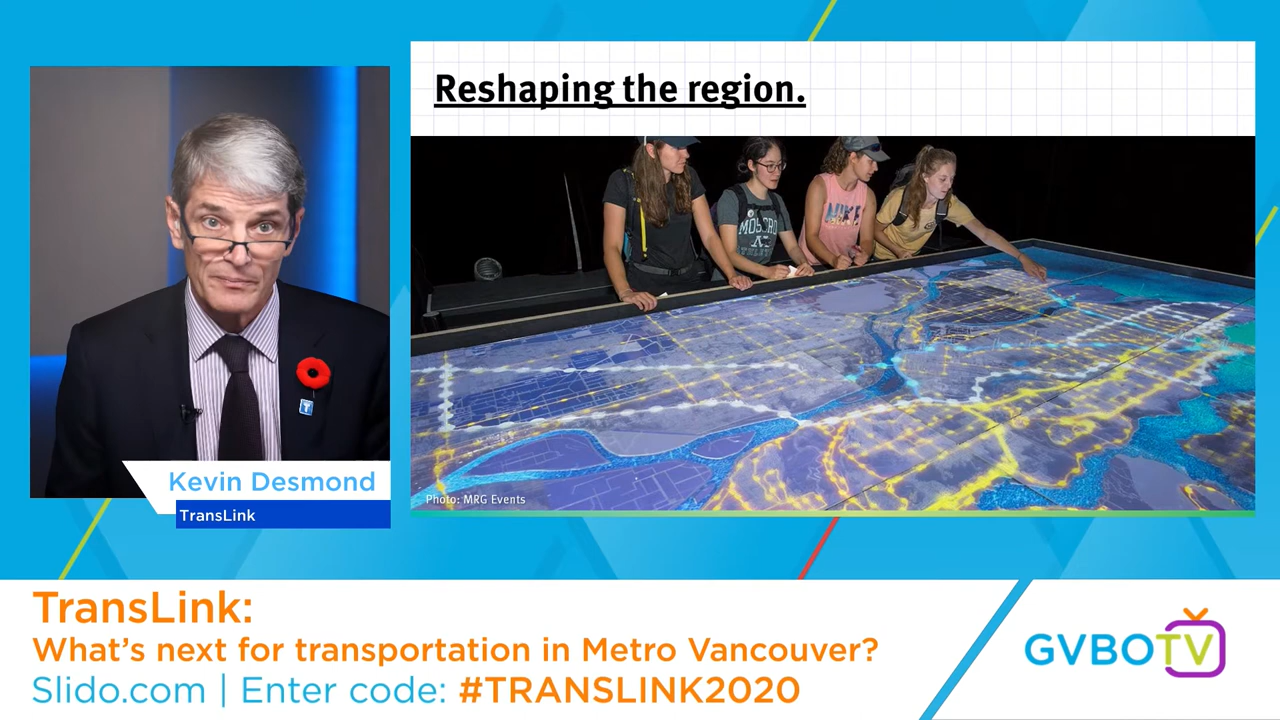 Reshaping the region.
NIKE
Photo: MRG Events
Kevin Desmond
TransLink
TransLink:
What's next for transportation in Metro Vancouver?
Slido.com | Enter code: #TRANSLINK2020
GVBOTV